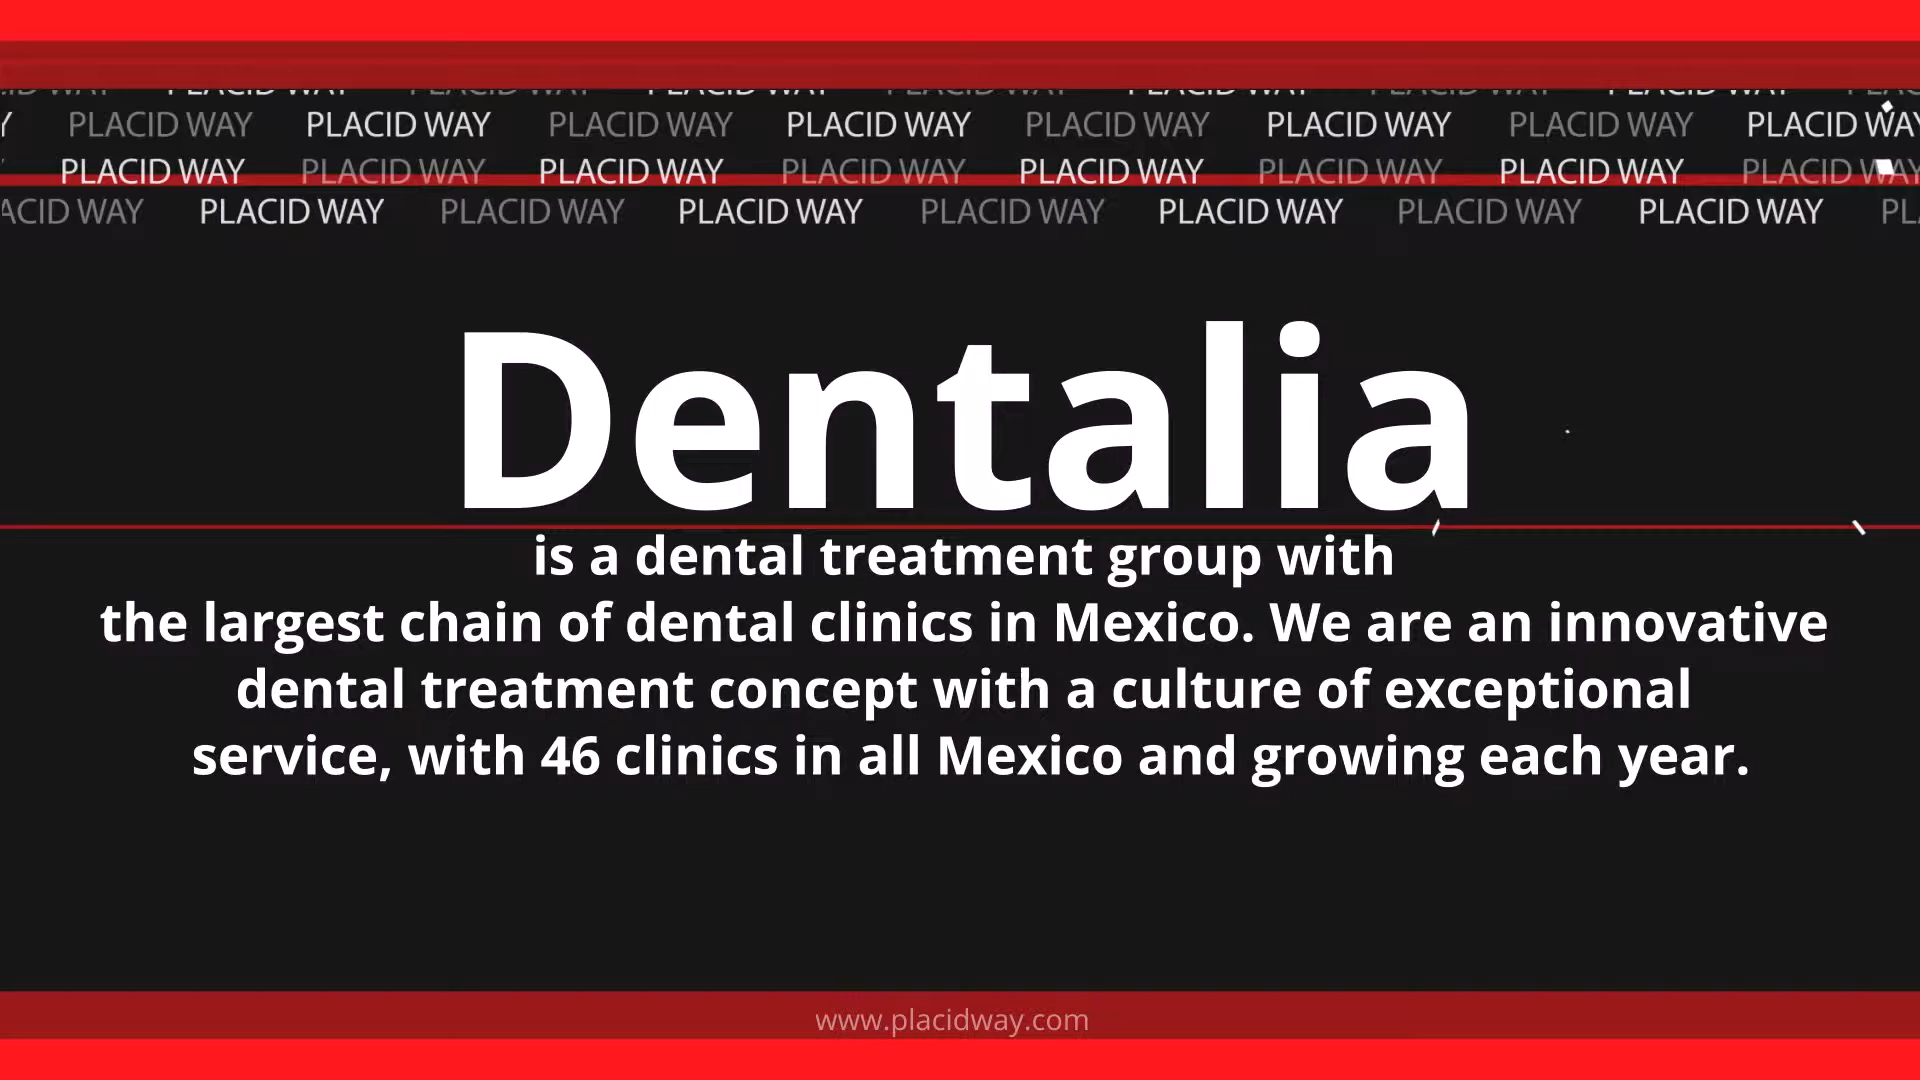 PLACID WAY PLACID WAY PLACID WAY PLACID WAY PLACID WAY PLACID WAY PLACID WAY PLACID WAY
PLACID WAY PLACID WAY PLACID WAY PLACID WAY PLACID WAY PLACID WAY PLACID WAY PLACID WAY
PLACID WAY PLACID WAY PLACID WAY PLACID WAY PLACID WAY PLACID WAY PLACID WAY
Dentalia
is a dental treatment group with
the largest chain of dental clinics in Mexico. We are an innovative
dental treatment concept with a culture of exceptional
service, with 46 clinics in all Mexico and growing each year.
www.placidway.com